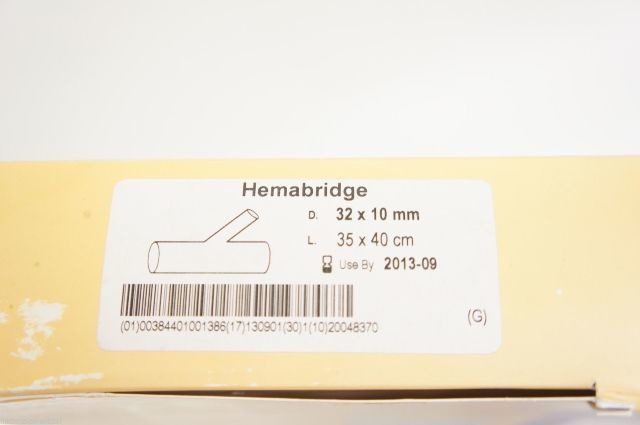 Hemabridge
D. 32 x 10 mm
L. 35 x 40 cm
Use By 2013-09
(01)00384401001386(17)130901(30)1(10)20048370
(G)